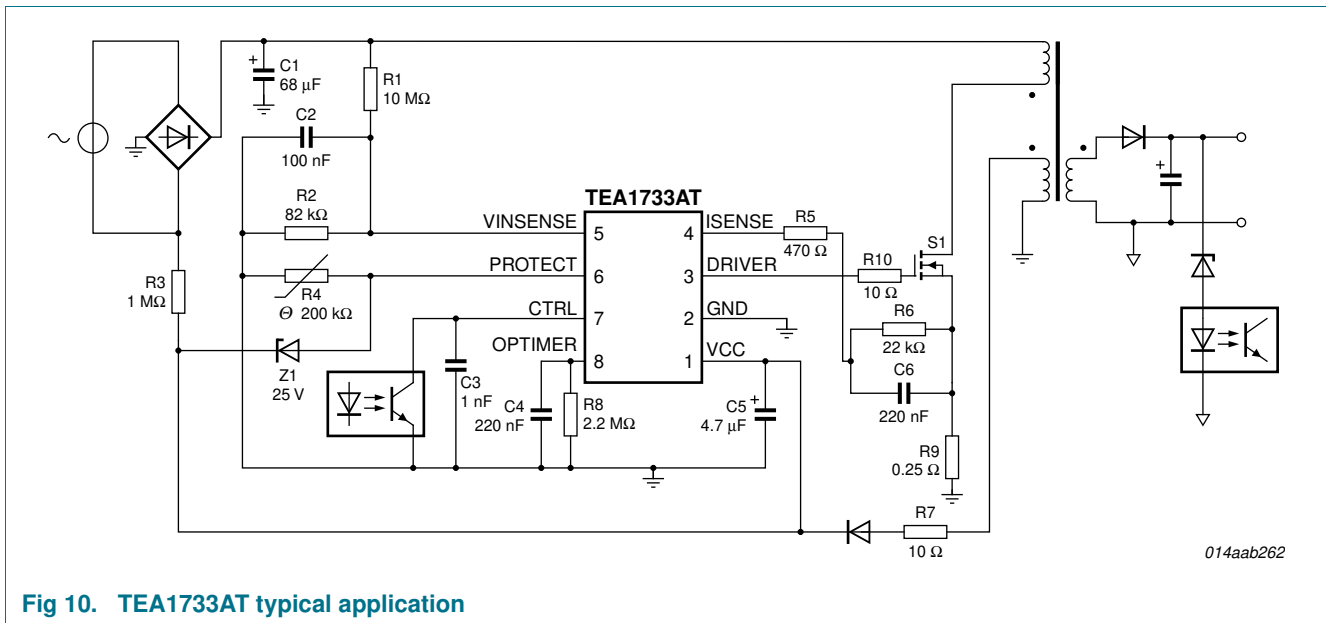 C1
68 μF
R1
10 MΩ
C2
100 nF
R2
82 kΩ
TEA1733AT
VINSENSE
5
4
ISENSE
R5
470 Ω
S1
PROTECT
6
3
DRIVER
R10
10 Ω
R3
1 MΩ
R4
Θ 200 kΩ
CTRL
7
2
GND
R6
22 kΩ
OPTIMER
8
1
VCC
Z1
25 V
C3
1 nF
C4
220 nF
R8
2.2 MΩ
C5
4.7 μF
C6
220 nF
R9
0.25 Ω
R7
10 Ω
014aab262
Fig 10. TEA1733AT typical application